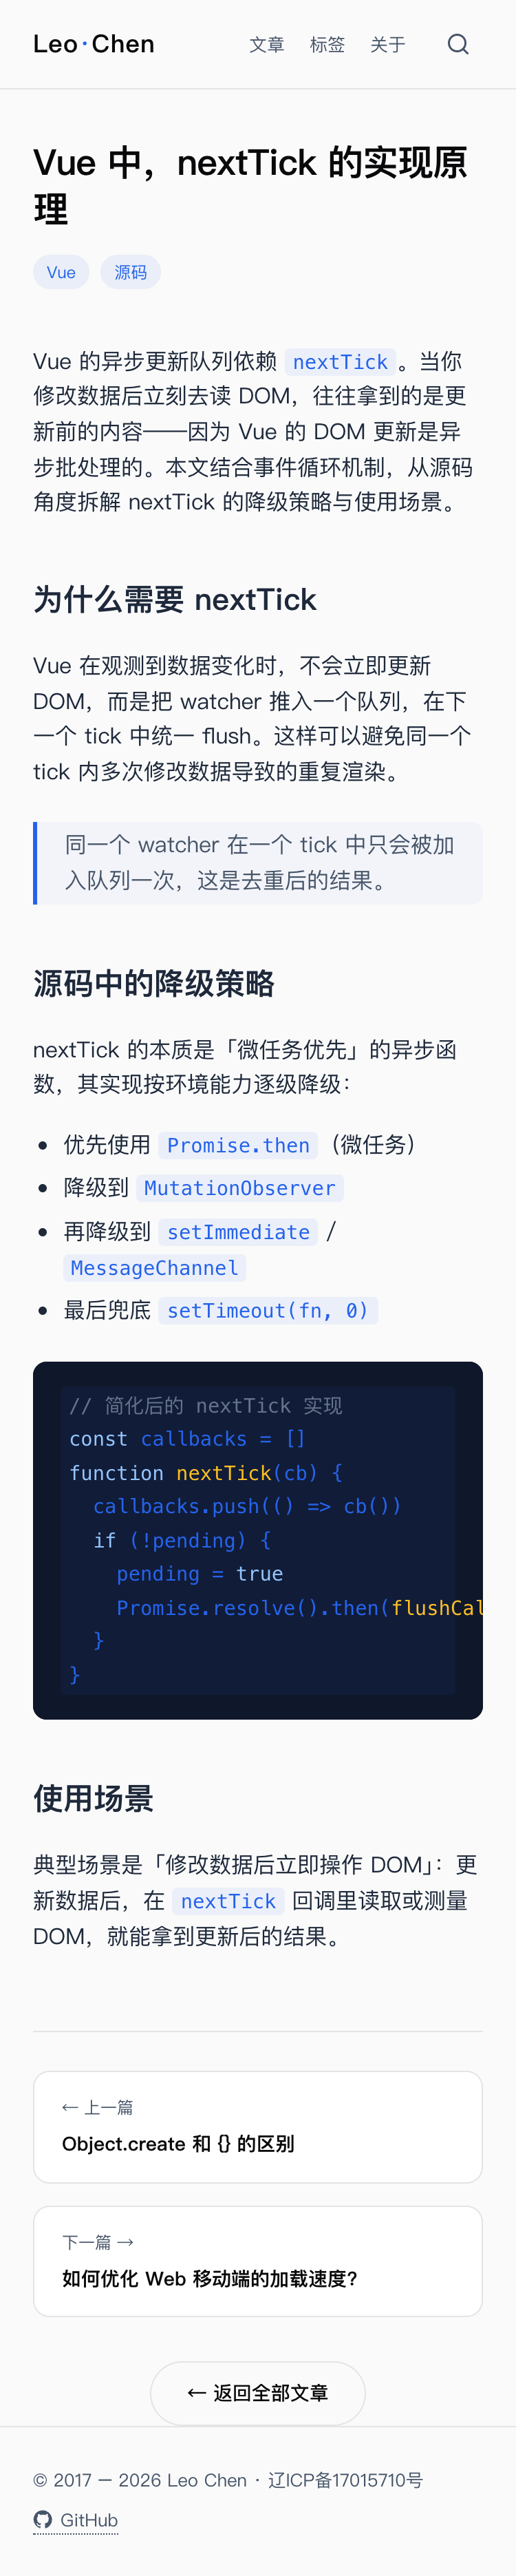 Leo·Chen 文章 标签 关于
Vue 中，nextTick 的实现原
理
Vue 源码
Vue 的异步更新队列依赖 nextTick。当你
修改数据后立刻去读 DOM，往往拿到的是更
新前的内容——因为 Vue 的 DOM 更新是异
步批处理的。本文结合事件循环机制，从源码
角度拆解 nextTick 的降级策略与使用场景。
为什么需要 nextTick
Vue 在观测到数据变化时，不会立即更新
DOM，而是把 watcher 推入一个队列，在下
一个 tick 中统一 flush。这样可以避免同一个
tick 内多次修改数据导致的重复渲染。
同一个 watcher 在一个 tick 中只会被加
入队列一次，这是去重后的结果。
源码中的降级策略
nextTick 的本质是「微任务优先」的异步函
数，其实现按环境能力逐级降级：
• 优先使用 Promise.then（微任务）
• 降级到 MutationObserver
• 再降级到 setImmediate /
MessageChannel
• 最后兜底 setTimeout(fn, 0)
// 简化后的 nextTick 实现
const callbacks = []
function nextTick(cb) {
  callbacks.push(() => cb())
  if (!pending) {
    pending = true
    Promise.resolve().then(flushCal
  }
}
使用场景
典型场景是「修改数据后立即操作 DOM」：更
新数据后，在 nextTick 回调里读取或测量
DOM，就能拿到更新后的结果。
← 上一篇
Object.create 和 {} 的区别
下一篇 →
如何优化 Web 移动端的加载速度？
← 返回全部文章
© 2017 — 2026 Leo Chen · 辽ICP备17015710号
GitHub